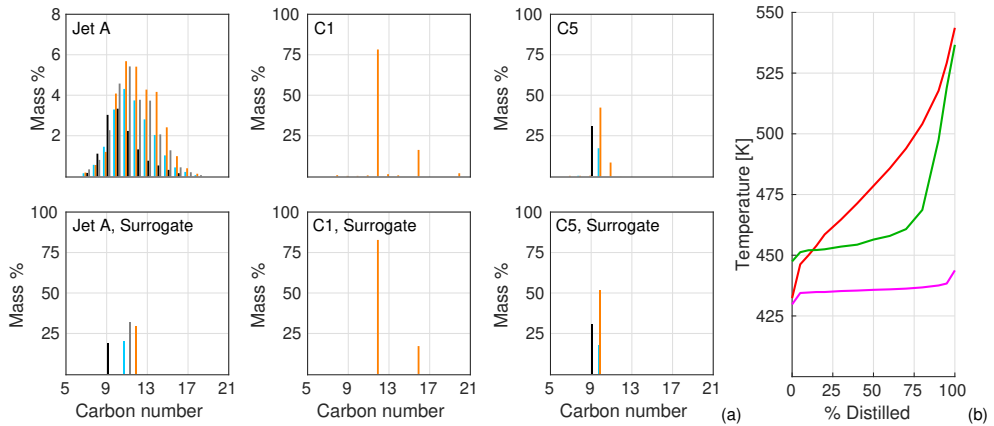 Jet A
Mass %
8
6
4
2
C1
Mass %
100
75
50
25
C5
Mass %
100
75
50
25
Jet A, Surrogate
Mass %
100
75
50
25
5 9 13 17 21
Carbon number
C1, Surrogate
Mass %
100
75
50
25
5 9 13 17 21
Carbon number
C5, Surrogate
Mass %
100
75
50
25
5 9 13 17 21
Carbon number
(a)
Temperature [K]
550
525
500
475
450
425
0 25 50 75 100
% Distilled
(b)